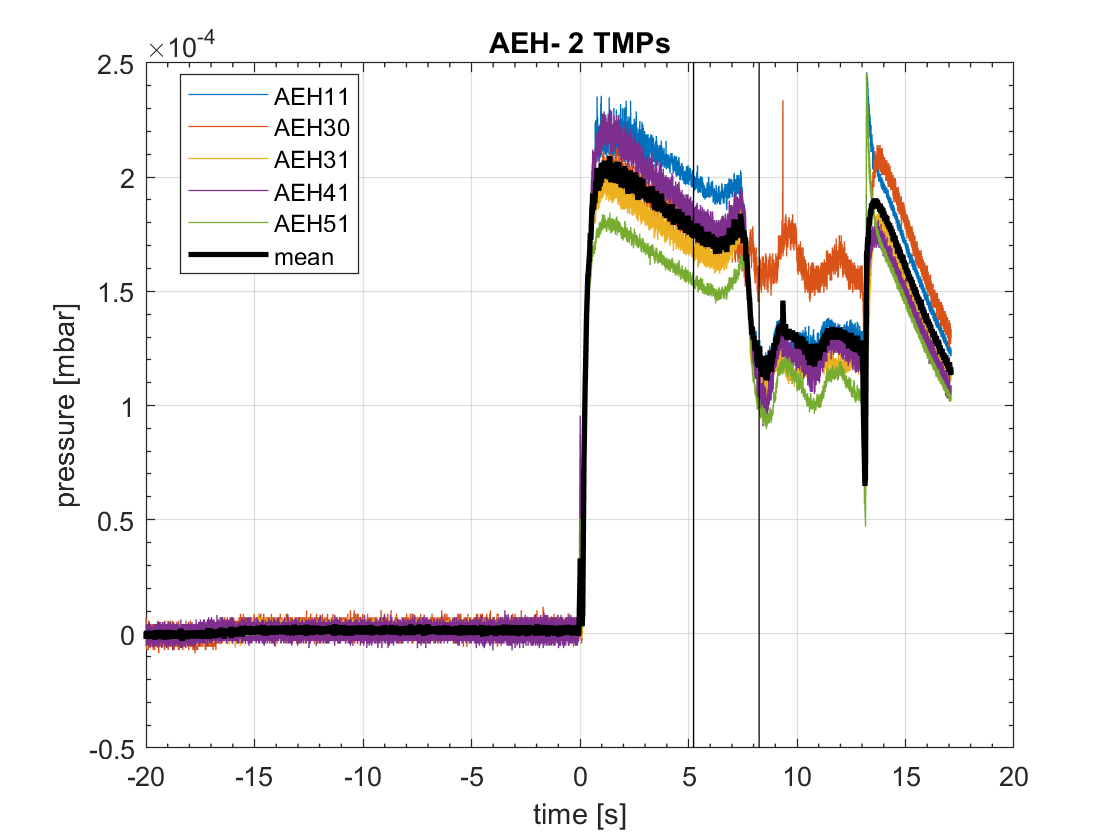 AEH- 2 TMPs
×10-4
2.5
2
1.5
1
0.5
0
-0.5
pressure [mbar]
AEH11
AEH30
AEH31
AEH41
AEH51
mean
-20 -15 -10 -5 0 5 10 15 20
time [s]